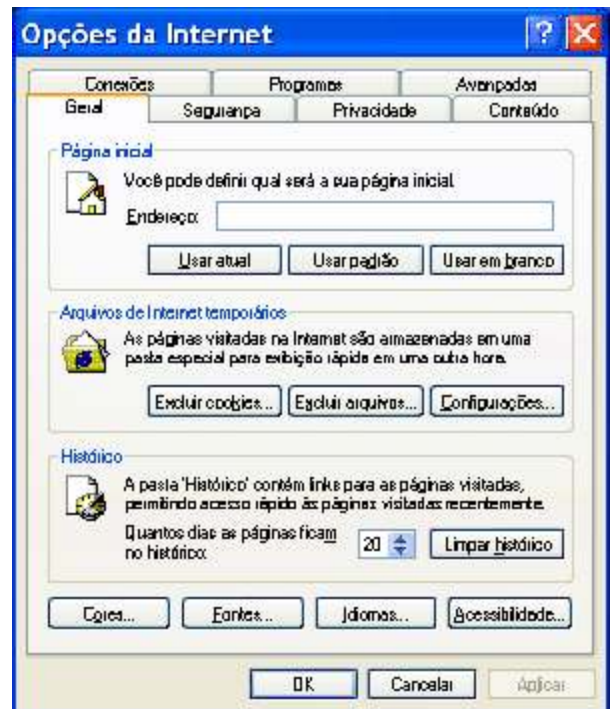 Opções da Internet
Conexões Programas Avançadas
Geral Segurança Privacidade Conteúdo
Página inicial
Você pode definir qual será a sua página inicial.
Endereço:
Usar atual Usar padrão Usar em branco
Arquivos de Internet temporários
As páginas visitadas na Internet são armazenadas em uma
pasta especial para exibição rápida em uma outra hora.
Excluir cookies... Excluir arquivos... Configurações...
Histórico
A pasta 'Histórico' contém links para as páginas visitadas,
permitindo acesso rápido às páginas visitadas recentemente.
Quantos dias as páginas ficam
no histórico: 20 Limpar histórico
Cores... Fontes... Idiomas... Acessibilidade...
OK Cancelar Aplicar